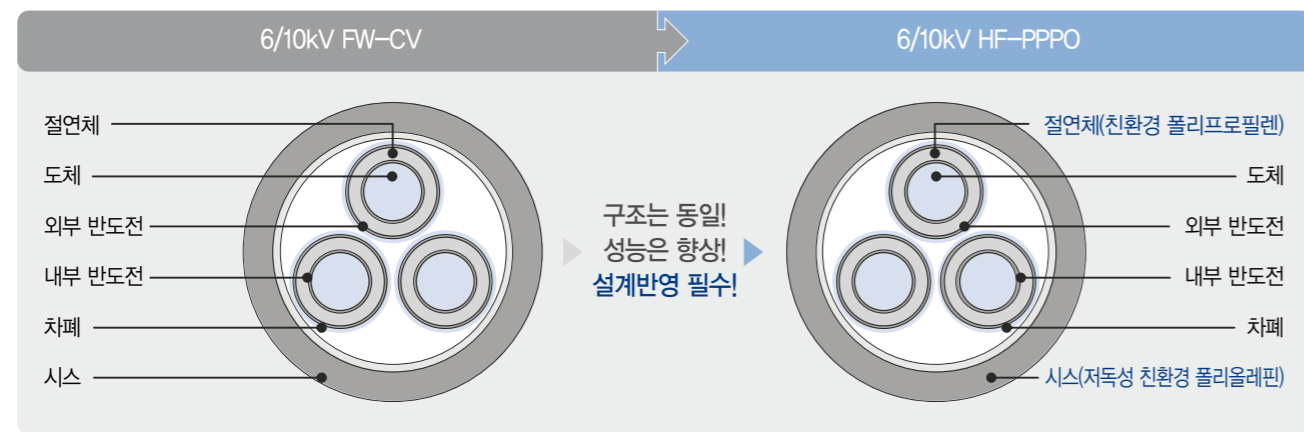 6/10kV FW-CV
6/10kV HF-PPPO
절연체
도체
외부 반도전
내부 반도전
차폐
시스
구조는 동일!
성능은 향상!
설계반영 필수!
절연체(친환경 폴리프로필렌)
도체
외부 반도전
내부 반도전
차폐
시스(저독성 친환경 폴리올레핀)